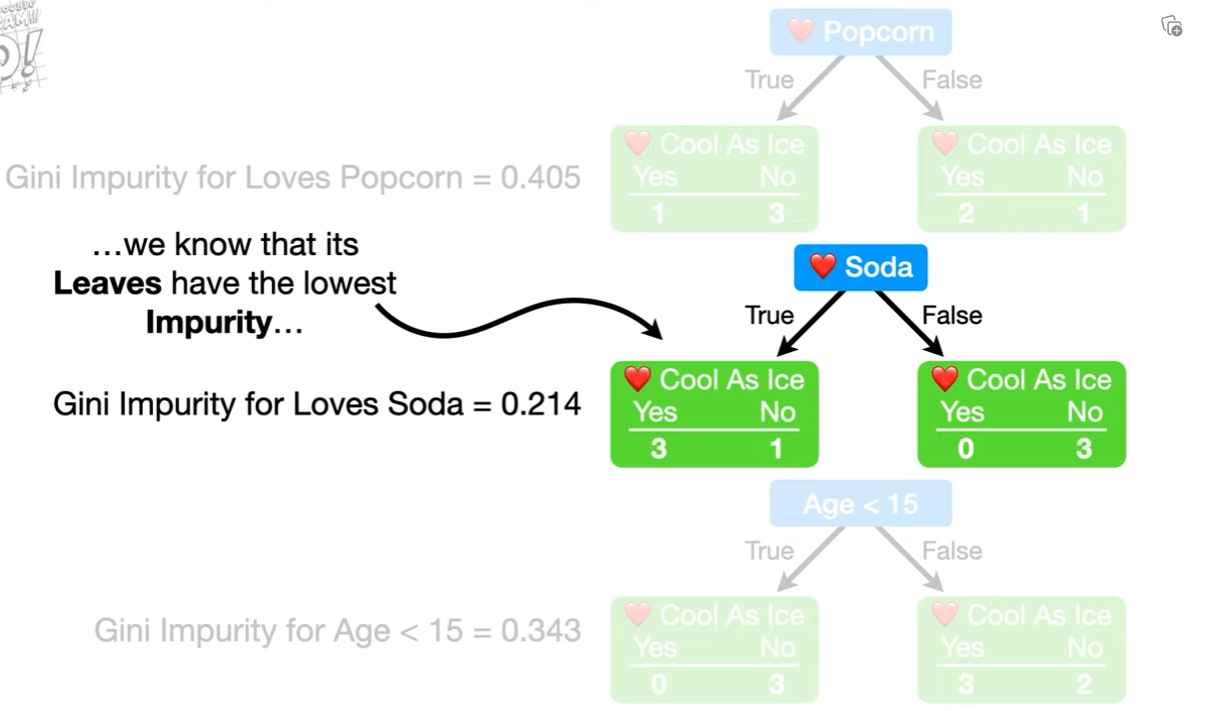 BAM!!!
❤️ Popcorn
True False
❤️ Cool As Ice ❤️ Cool As Ice
Yes No Yes No
1 3 2 1
Gini Impurity for Loves Popcorn = 0.405
…we know that its
Leaves have the lowest
Impurity…
❤️ Soda
True False
❤️ Cool As Ice ❤️ Cool As Ice
Yes No Yes No
3 1 0 3
Gini Impurity for Loves Soda = 0.214
Age < 15
True False
❤️ Cool As Ice ❤️ Cool As Ice
Yes No Yes No
0 3 3 2
Gini Impurity for Age < 15 = 0.343